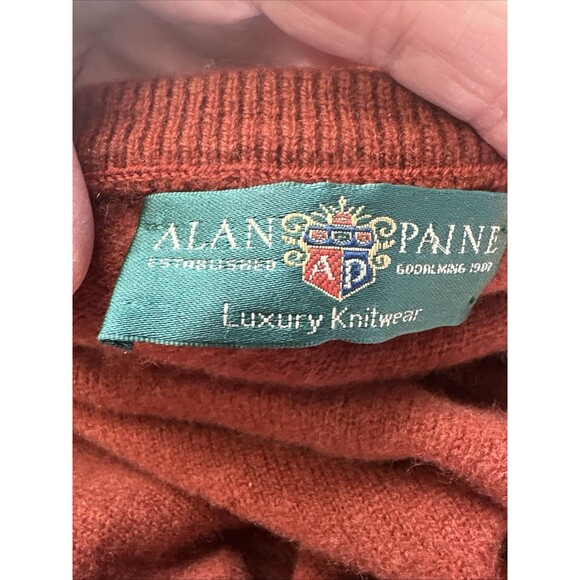 ALAN PAINE
ESTABLISHED GODALMING 1907
AP
Luxury Knitwear